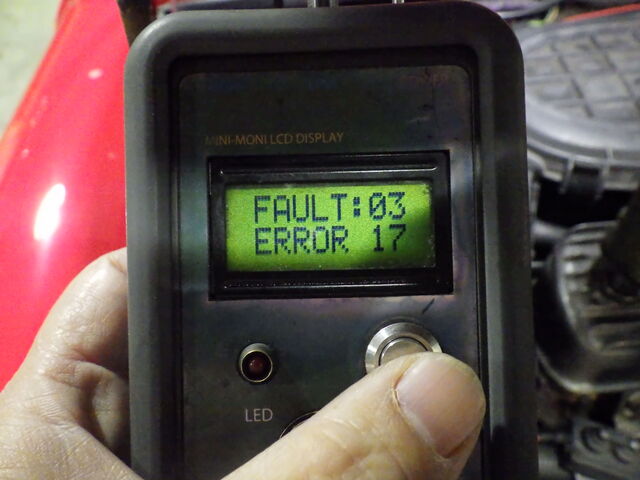 MINI-MONI LCD DISPLAY
FAULT:03
ERROR 17
LED